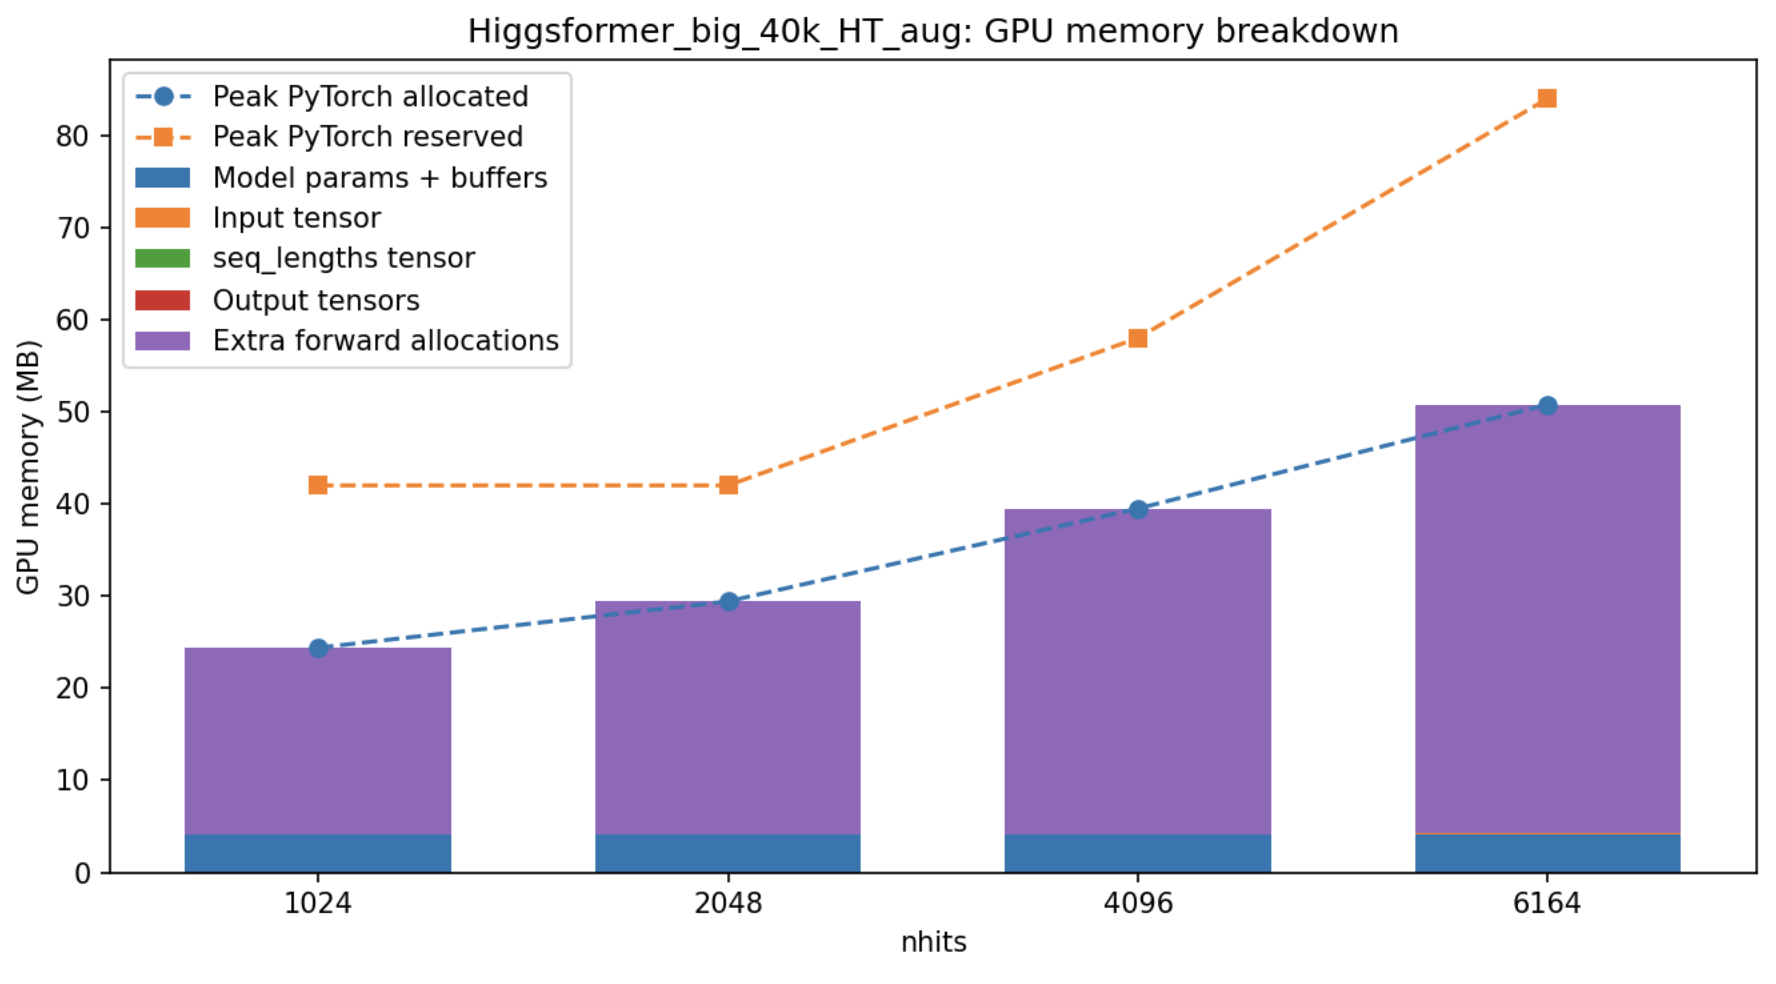 Higgsformer_big_40k_HT_aug: GPU memory breakdown
Peak PyTorch allocated
Peak PyTorch reserved
Model params + buffers
Input tensor
seq_lengths tensor
Output tensors
Extra forward allocations
GPU memory (MB)
80
70
60
50
40
30
20
10
0
1024 2048 4096 6164
nhits